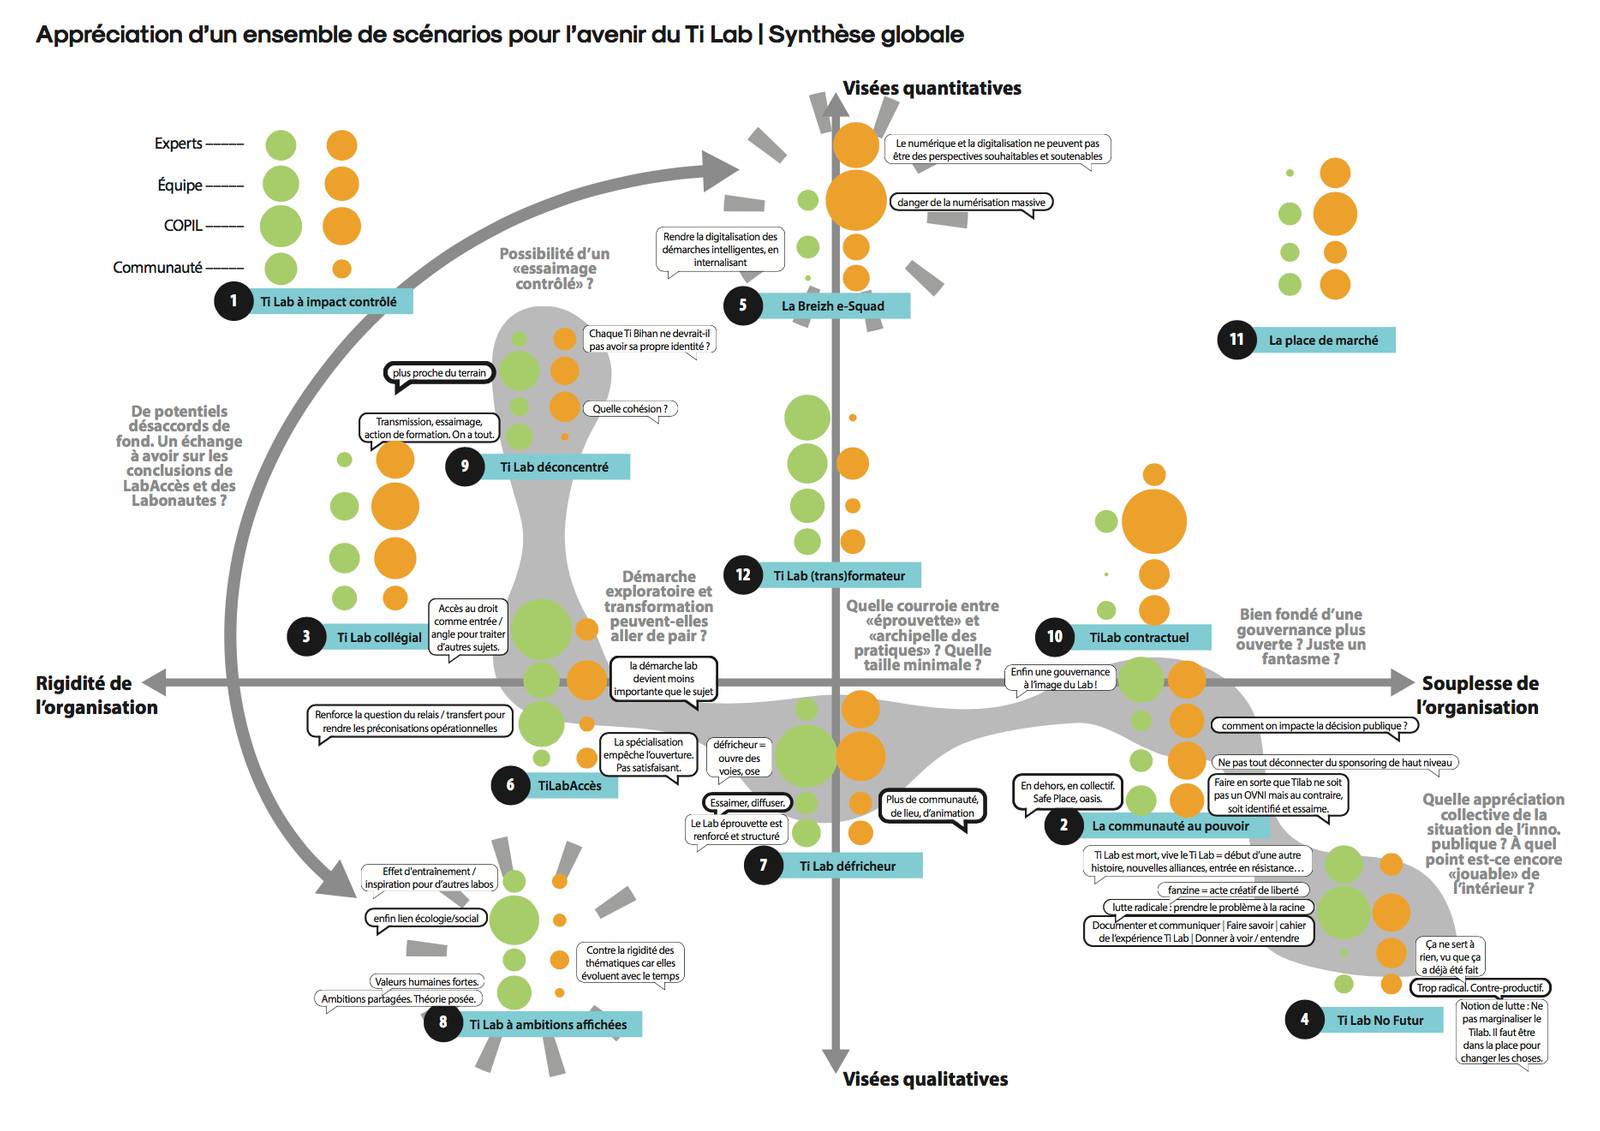 Appréciation d’un ensemble de scénarios pour l’avenir du Ti Lab | Synthèse globale
Visées quantitatives
Experts
Équipe
COPIL
Communauté
1
Ti Lab à impact contrôlé
Le numérique et la digitalisation ne peuvent pas
être des perspectives souhaitables et soutenables
danger de la numérisation massive
Rendre la digitalisation des
démarches intelligentes, en
internalisant
5
La Breizh e-Squad
11
La place de marché
Possibilité d’un
«essaimage
contrôlé» ?
Chaque Ti Bihan ne devrait-il
pas avoir sa propre identité ?
plus proche du terrain
Quelle cohésion ?
9
Ti Lab déconcentré
De potentiels
désaccords de
fond. Un échange
à avoir sur les
conclusions de
LabAccès et des
Labonautes ?
Transmission, essaimage,
action de formation. On a tout.
3
Ti Lab collégial
12
Ti Lab (trans)formateur
10
TiLab contractuel
Démarche
exploratoire et
transformation
peuvent-elles
aller de pair ?
Quelle courroie entre
«éprouvette» et
«archipelle des
pratiques» ? Quelle
taille minimale ?
Bien fondé d’une
gouvernance plus
ouverte ? Juste un
fantasme ?
Accès au droit
comme entrée /
angle pour traiter
d’autres sujets.
la démarche lab
devient moins
importante que le sujet
Enfin une gouvernance
à l’image du Lab !
Rigidité de
l’organisation
Souplesse de
l’organisation
Renforce la question du relais / transfert pour
rendre les préconisations opérationnelles
La spécialisation
empêche l’ouverture.
Pas satisfaisant.
6
TiLabAccès
défricheur =
ouvre des
voies, ose
Essaimer, diffuser.
Le Lab éprouvette est
renforcé et structuré
Plus de communauté,
de lieu, d’animation
7
Ti Lab défricheur
comment on impacte la décision publique ?
Ne pas tout déconnecter du sponsoring de haut niveau
En dehors, en collectif.
Safe Place, oasis.
Faire en sorte que Tilab ne soit
pas un OVNI mais au contraire,
soit identifié et essaime.
2
La communauté au pouvoir
Quelle appréciation
collective de la
situation de l’inno.
publique ? À quel
point est-ce encore
«jouable» de
l’intérieur ?
Ti Lab est mort, vive le Ti Lab = début d’une autre
histoire, nouvelles alliances, entrée en résistance…
fanzine = acte créatif de liberté
lutte radicale : prendre le problème à la racine
Documenter et communiquer | Faire savoir | cahier
de l’expérience Ti Lab | Donner à voir / entendre
Ça ne sert à
rien, vu que ça
a déjà été fait
Trop radical. Contre-productif.
Notion de lutte : Ne
pas marginaliser le
Tilab. Il faut être
dans la place pour
changer les choses.
4
Ti Lab No Futur
Effet d’entraînement /
inspiration pour d’autres labos
enfin lien écologie/social
Contre la rigidité des
thématiques car elles
évoluent avec le temps
Valeurs humaines fortes.
Ambitions partagées. Théorie posée.
8
Ti Lab à ambitions affichées
Visées qualitatives